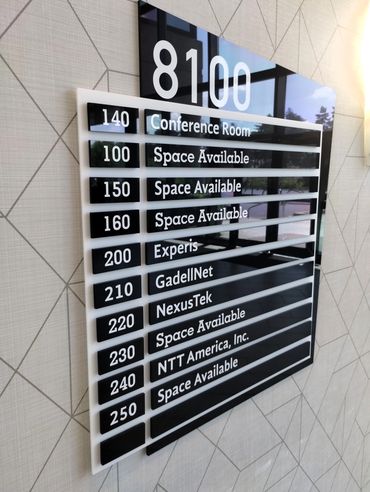 8100
140 Conference Room
100 Space Available
150 Space Available
160 Space Available
200 Experis
210 GadellNet
220 NexusTek
230 Space Available
240 NTT America, Inc.
250 Space Available